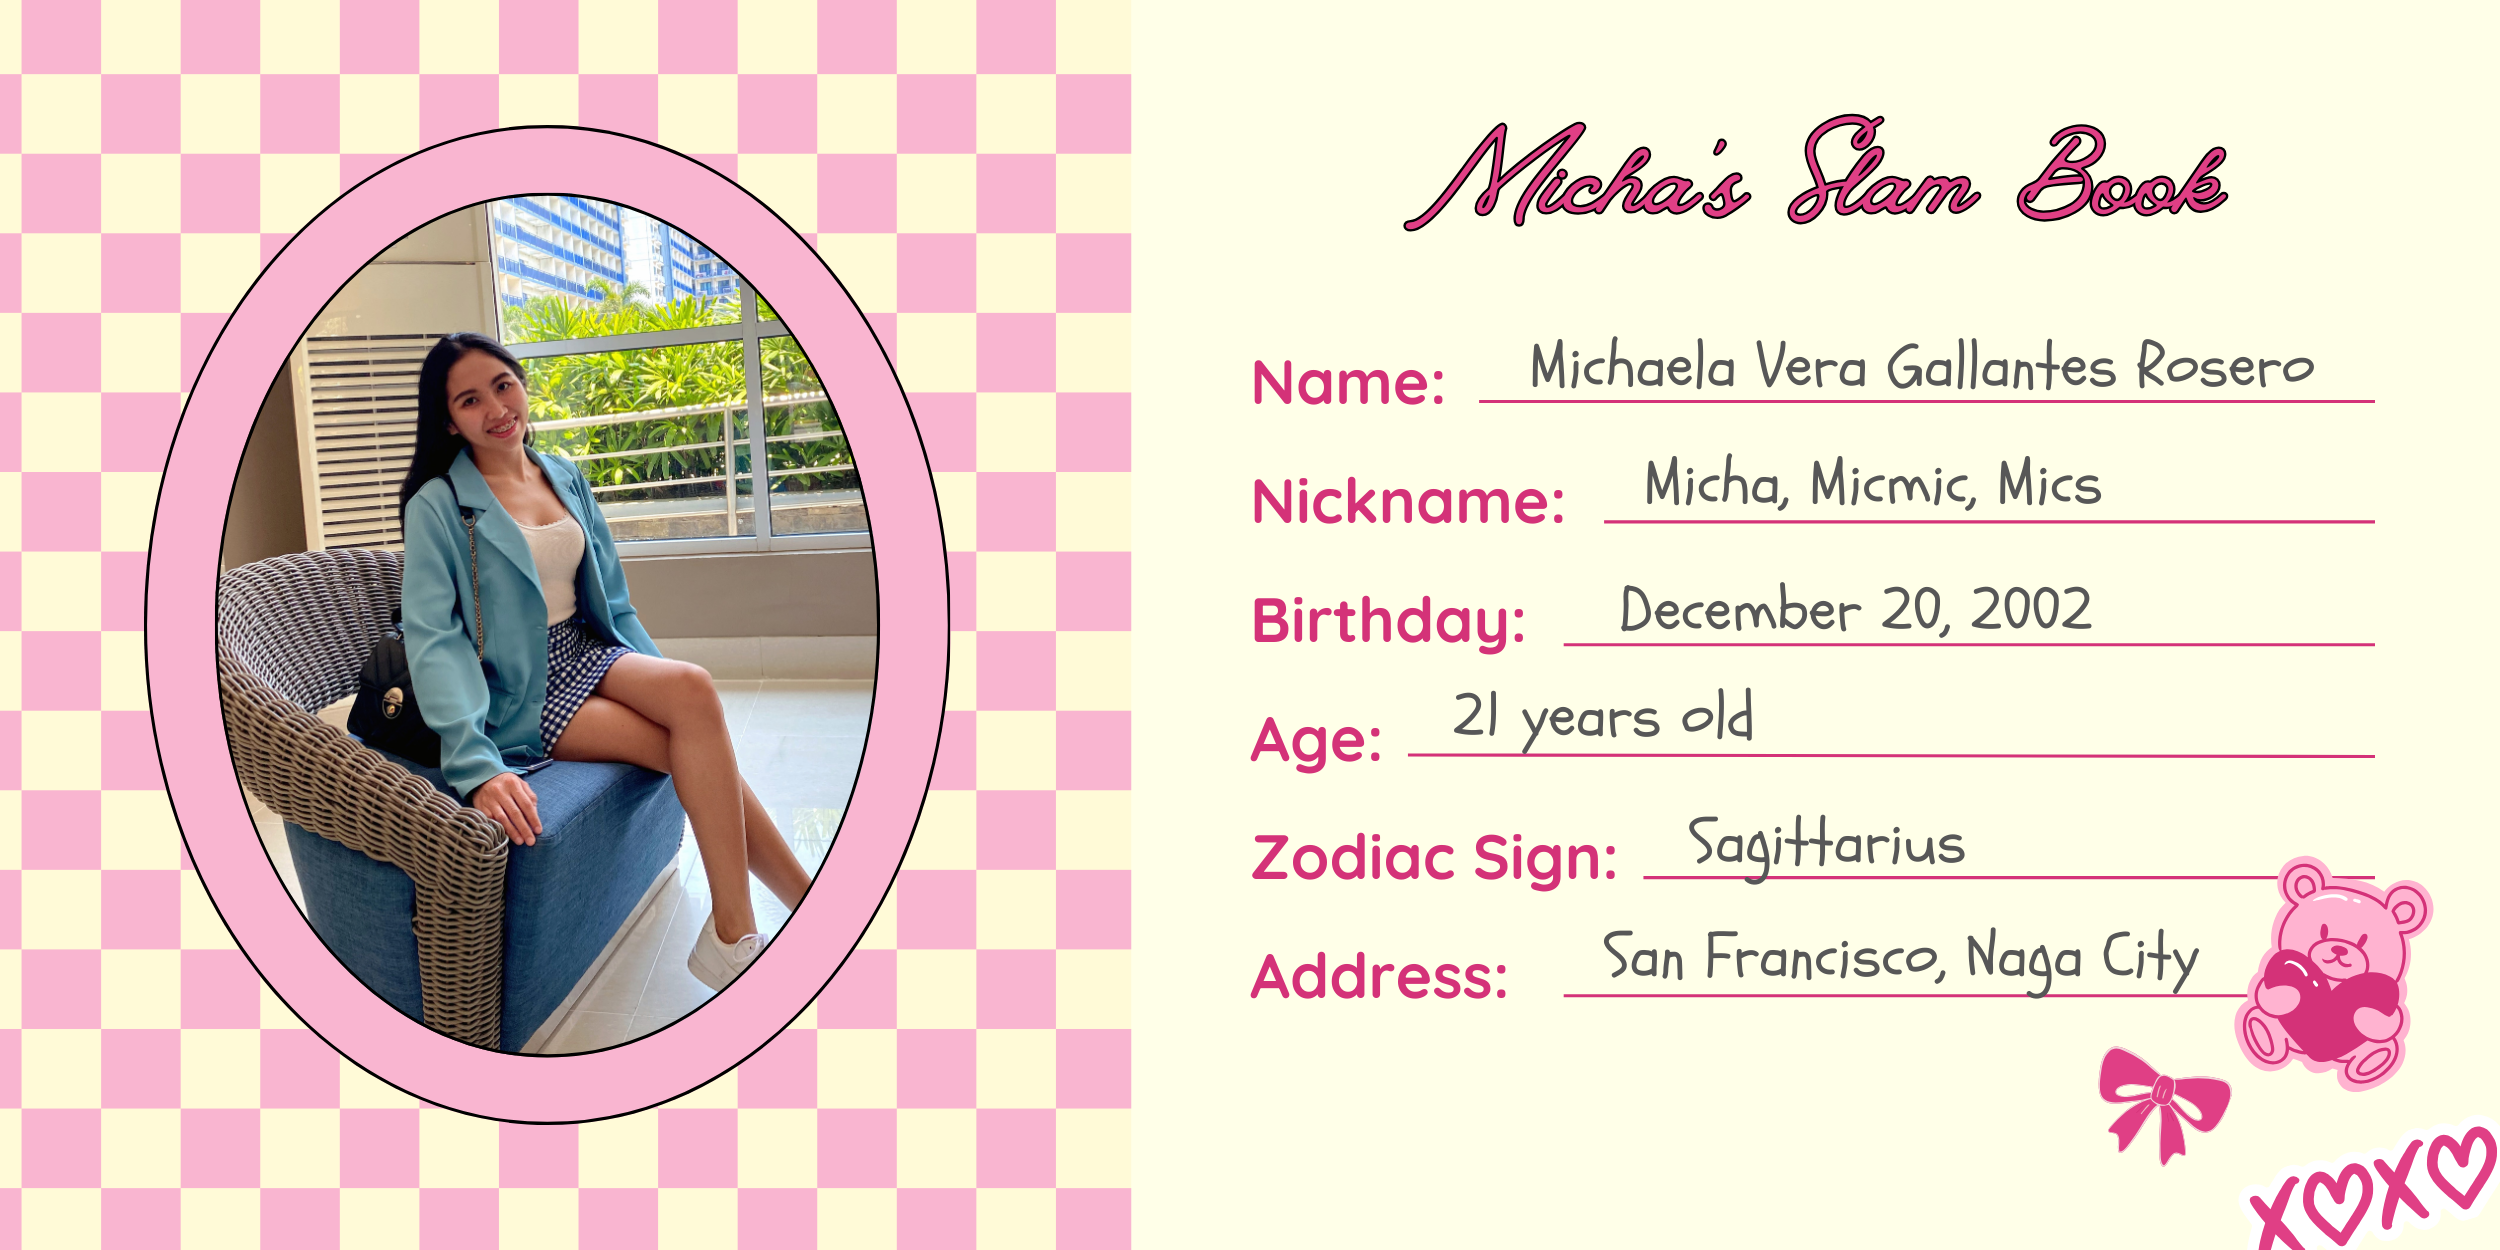 Micha's Slam Book
Name: Michaela Vera Gallantes Rosero
Nickname: Micha, Micmic, Mics
Birthday: December 20, 2002
Age: 21 years old
Zodiac Sign: Sagittarius
Address: San Francisco, Naga City
X♡X♡